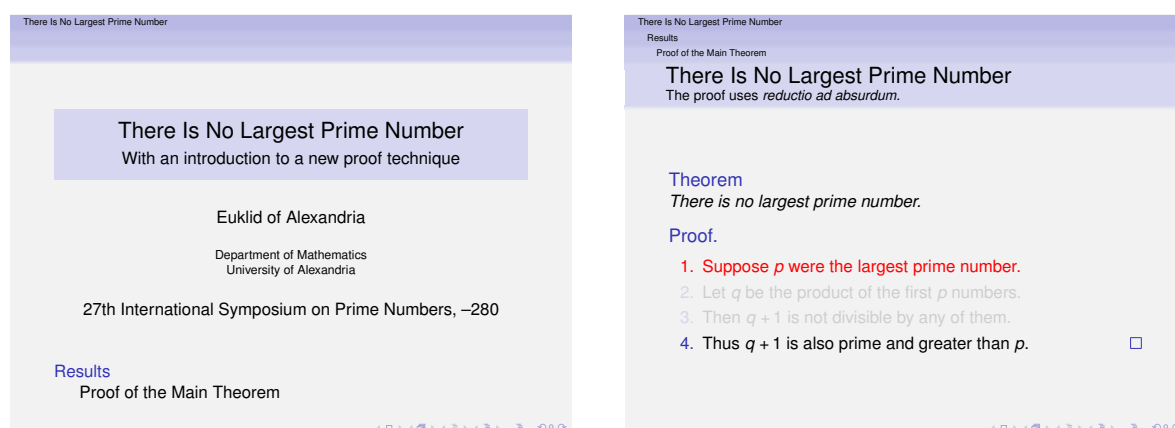 There Is No Largest Prime Number
There Is No Largest Prime Number
With an introduction to a new proof technique
Euklid of Alexandria
Department of Mathematics
University of Alexandria
27th International Symposium on Prime Numbers, –280
Results
Proof of the Main Theorem
There Is No Largest Prime Number
Results
Proof of the Main Theorem
There Is No Largest Prime Number
The proof uses reductio ad absurdum.
Theorem
There is no largest prime number.
Proof.
1. Suppose p were the largest prime number.
2. Let q be the product of the first p numbers.
3. Then q + 1 is not divisible by any of them.
4. Thus q + 1 is also prime and greater than p.